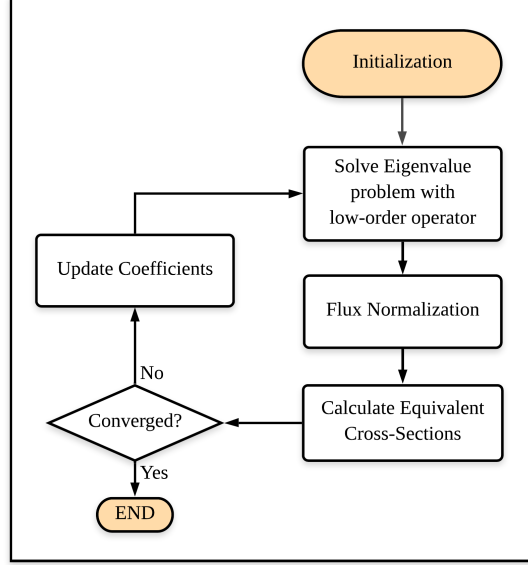 Initialization
Solve Eigenvalue
problem with
low-order operator
Update Coefficients
Flux Normalization
No
Calculate Equivalent
Cross-Sections
Converged?
Yes
END